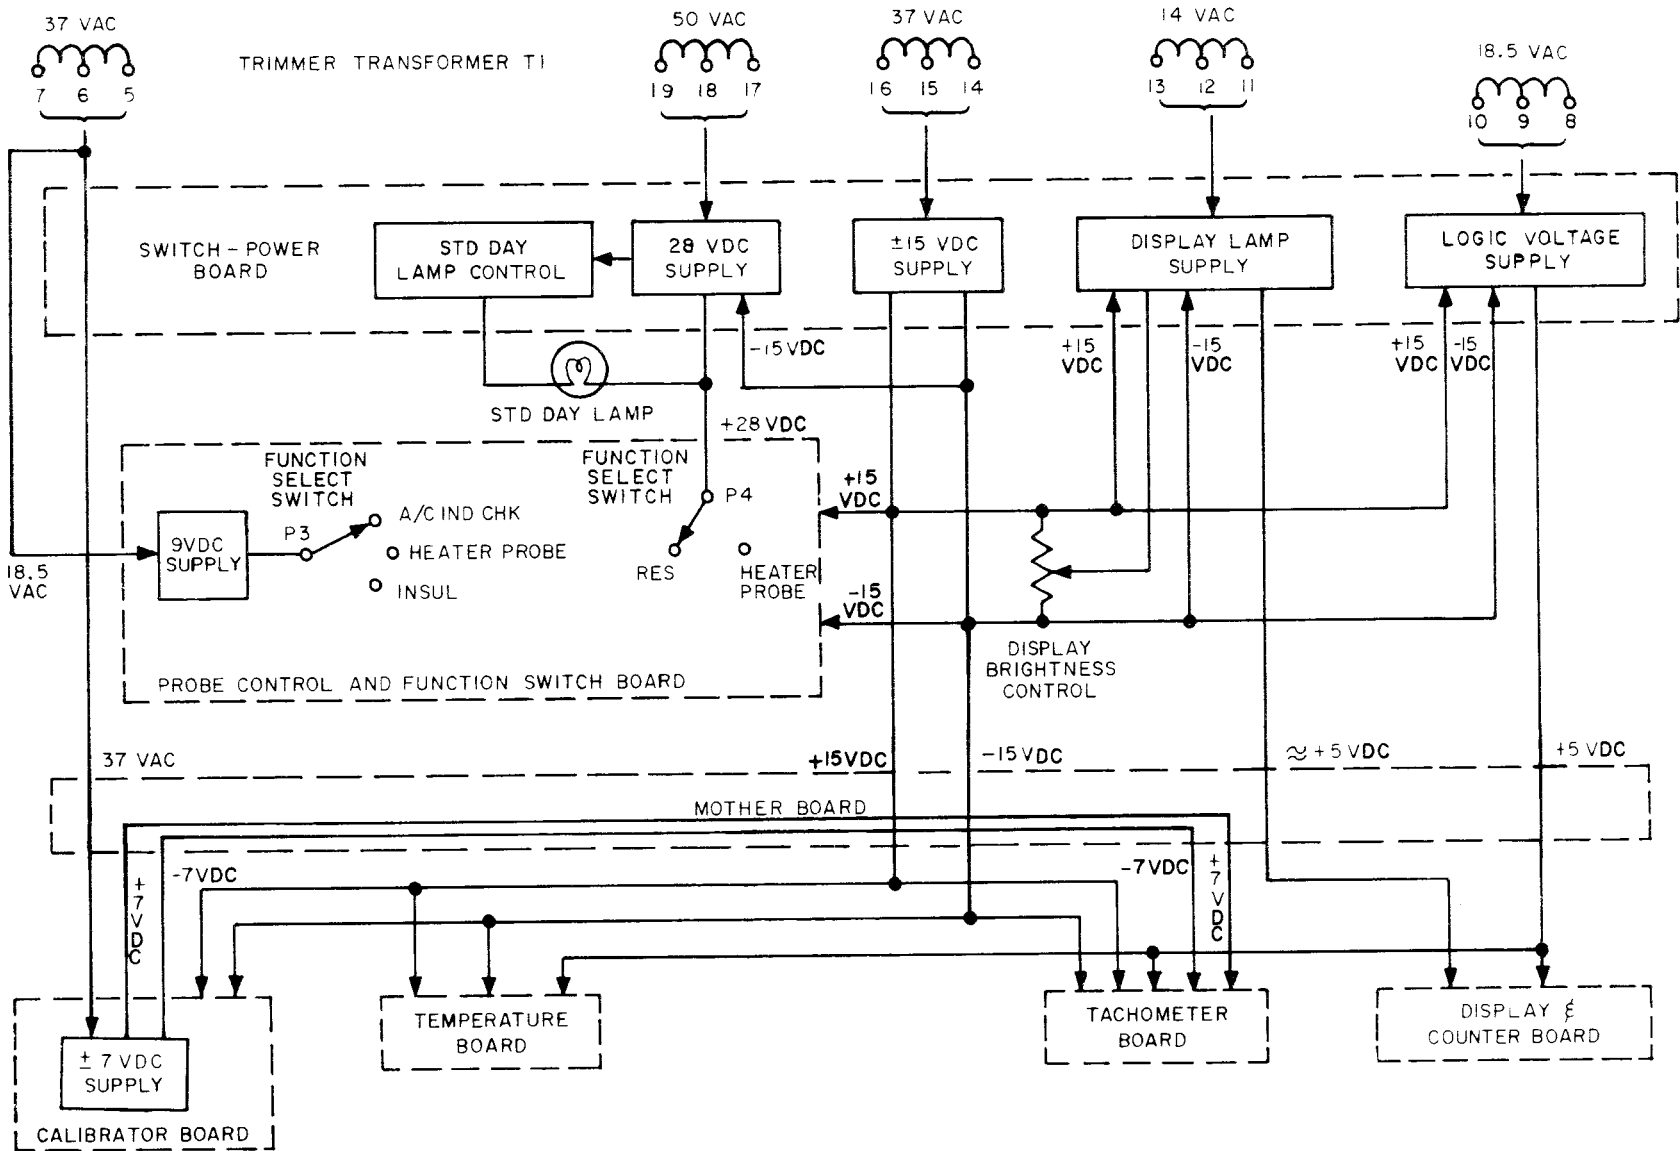 37 VAC
7 6 5
TRIMMER TRANSFORMER T1
50 VAC
19 18 17
37 VAC
16 15 14
14 VAC
13 12 11
18.5 VAC
10 9 8
SWITCH-POWER
BOARD
STD DAY
LAMP CONTROL
28 VDC
SUPPLY
±15 VDC
SUPPLY
DISPLAY LAMP
SUPPLY
LOGIC VOLTAGE
SUPPLY
-15 VDC
+15
VDC
-15
VDC
+15
VDC
-15
VDC
STD DAY LAMP
+28 VDC
FUNCTION
SELECT
SWITCH
P3
A/C IND CHK
HEATER PROBE
INSUL
9VDC
SUPPLY
18.5
VAC
FUNCTION
SELECT
SWITCH
P4
RES
HEATER
PROBE
+15
VDC
-15
VDC
DISPLAY
BRIGHTNESS
CONTROL
PROBE CONTROL AND FUNCTION SWITCH BOARD
37 VAC
+15VDC
-15VDC
≈ +5 VDC
+5 VDC
MOTHER BOARD
+7VDC
-7VDC
-7VDC
+7VDC
± 7 VDC
SUPPLY
CALIBRATOR BOARD
TEMPERATURE
BOARD
TACHOMETER
BOARD
DISPLAY &
COUNTER BOARD